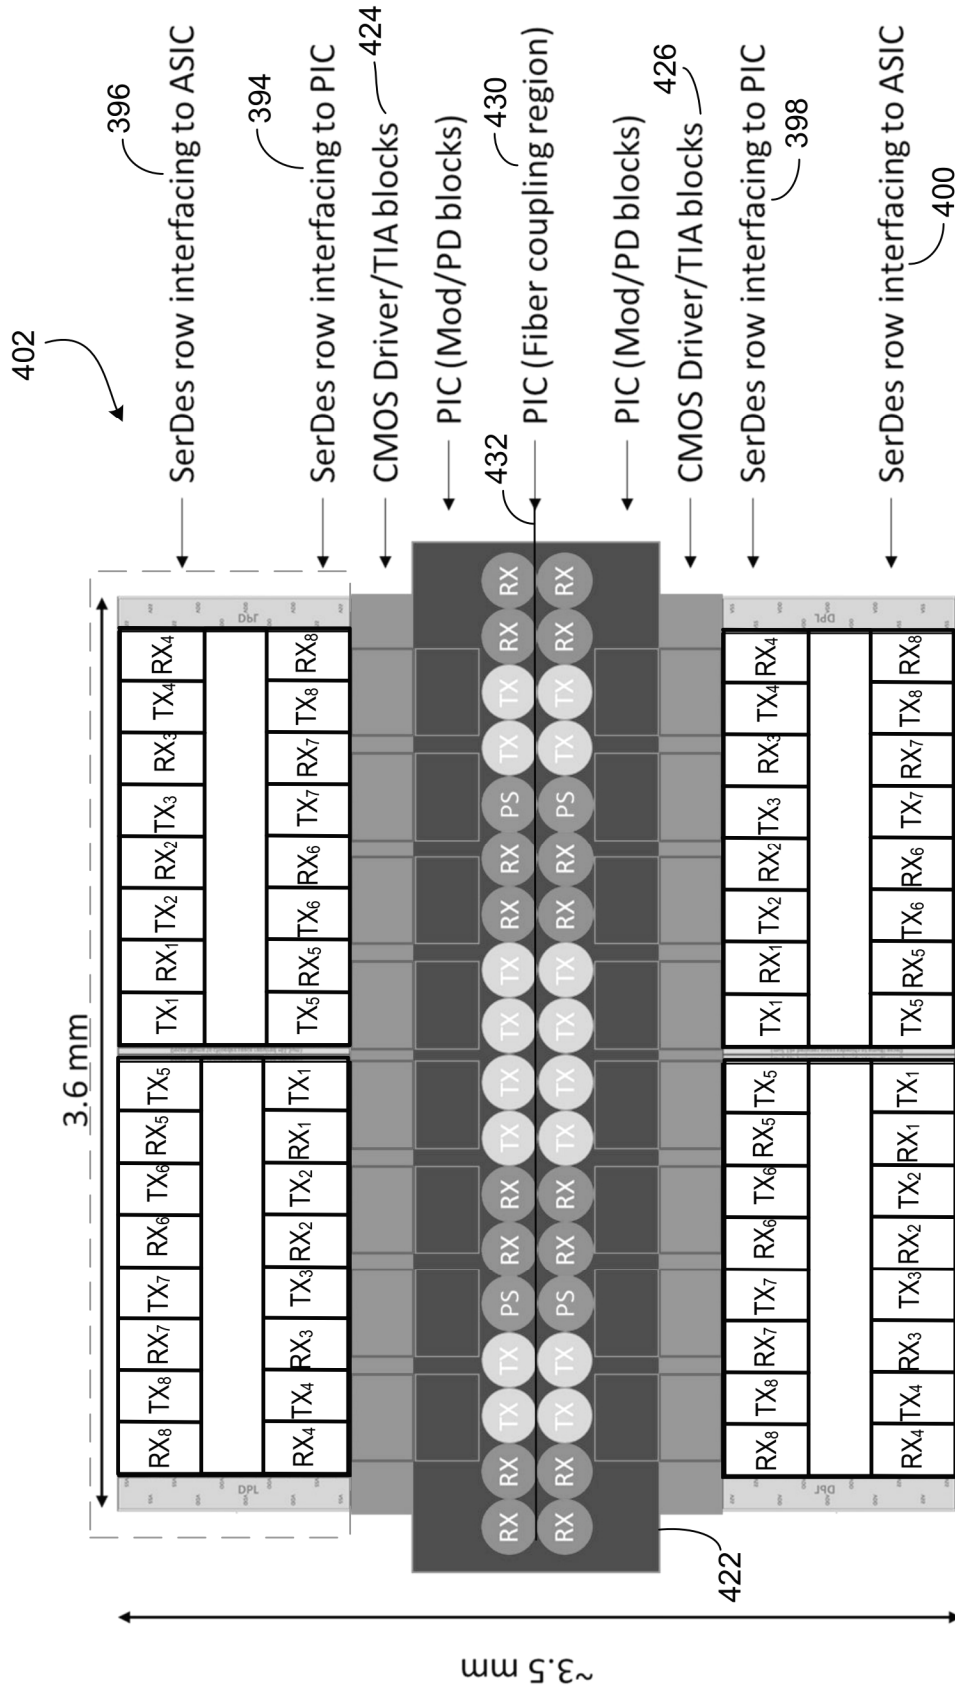 402
3.6 mm
396
RX8 TX8 RX7 TX7 RX6 TX6 RX5 TX5 TX1 RX1 TX2 RX2 TX3 RX3 TX4 RX4
SerDes row interfacing to ASIC
394
RX4 TX4 RX3 TX3 RX2 TX2 RX1 TX1 TX5 RX5 TX6 RX6 TX7 RX7 TX8 RX8
SerDes row interfacing to PIC
CMOS Driver/TIA blocks 424
PIC (Mod/PD blocks)
430
432
RX RX TX TX PS RX RX TX TX TX TX RX RX PS TX TX RX RX
PIC (Fiber coupling region)
RX RX TX TX PS RX RX TX TX TX TX RX RX PS TX TX RX RX
PIC (Mod/PD blocks)
426
CMOS Driver/TIA blocks
422
RX8 TX8 RX7 TX7 RX6 TX6 RX5 TX5 TX1 RX1 TX2 RX2 TX3 RX3 TX4 RX4
SerDes row interfacing to PIC
398
RX4 TX4 RX3 TX3 RX2 TX2 RX1 TX1 TX5 RX5 TX6 RX6 TX7 RX7 TX8 RX8
SerDes row interfacing to ASIC
400
~3.5 mm